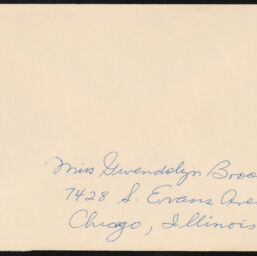 Miss Gwendolyn Broo
7428 S. Evans Ave
Chicago, Illinois